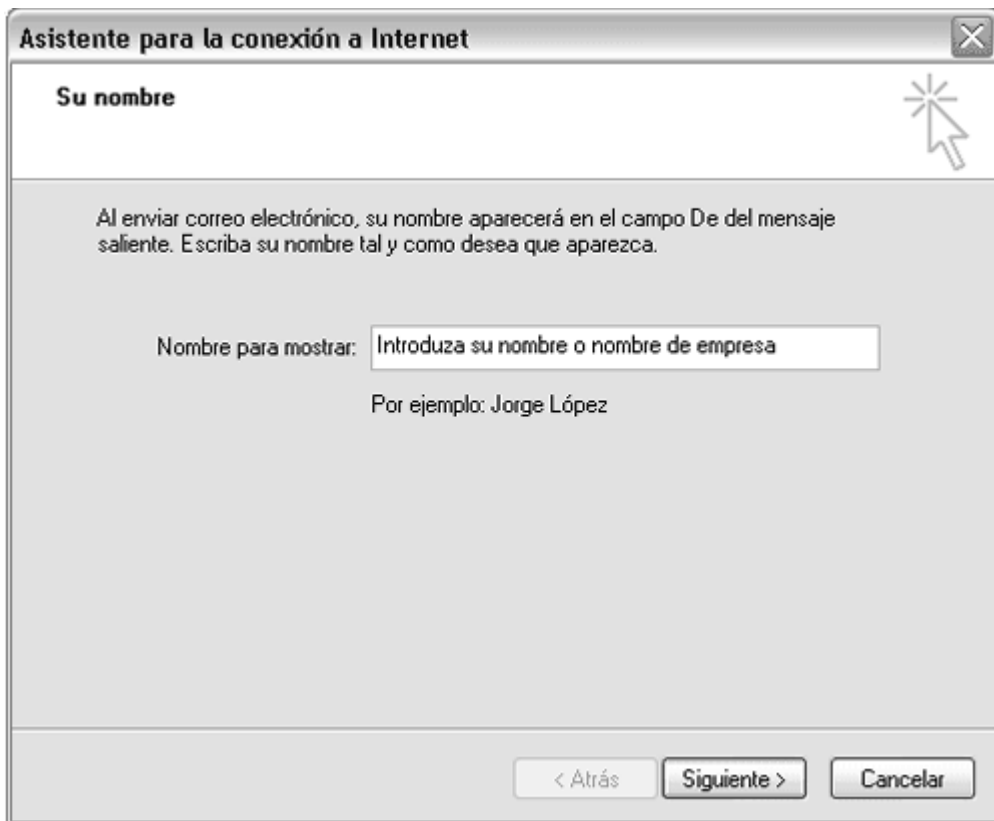 Asistente para la conexión a Internet
Su nombre
Al enviar correo electrónico, su nombre aparecerá en el campo De del mensaje
saliente. Escriba su nombre tal y como desea que aparezca.
Nombre para mostrar: Introduza su nombre o nombre de empresa
Por ejemplo: Jorge López
< Atrás Siguiente > Cancelar